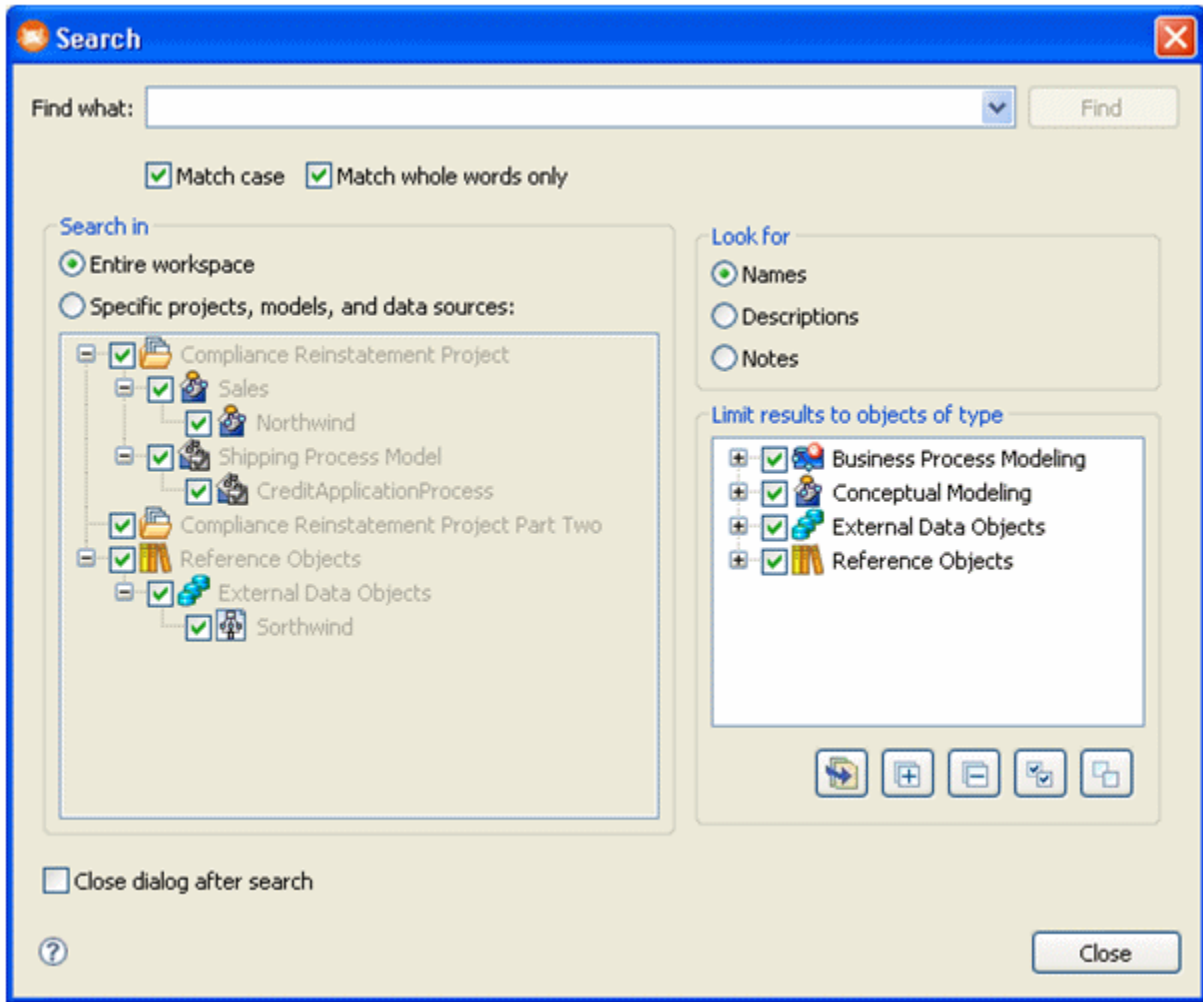 Search
Find what:
Find
Match case
Match whole words only
Search in
Entire workspace
Specific projects, models, and data sources:
Compliance Reinstatement Project
Sales
Northwind
Shipping Process Model
CreditApplicationProcess
Compliance Reinstatement Project Part Two
Reference Objects
External Data Objects
Sorthwind
Look for
Names
Descriptions
Notes
Limit results to objects of type
Business Process Modeling
Conceptual Modeling
External Data Objects
Reference Objects
Close dialog after search
?
Close